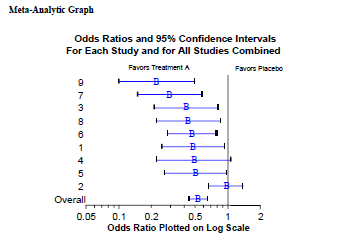 Meta-Analytic Graph
Odds Ratios and 95% Confidence Intervals
For Each Study and for All Studies Combined
Favors Treatment A
Favors Placebo
9 B
7 B
3 B
8 B
6 B
1 B
4 B
5 B
2 B
Overall B
0.05 0.1 0.2 0.5 1 2
Odds Ratio Plotted on Log Scale